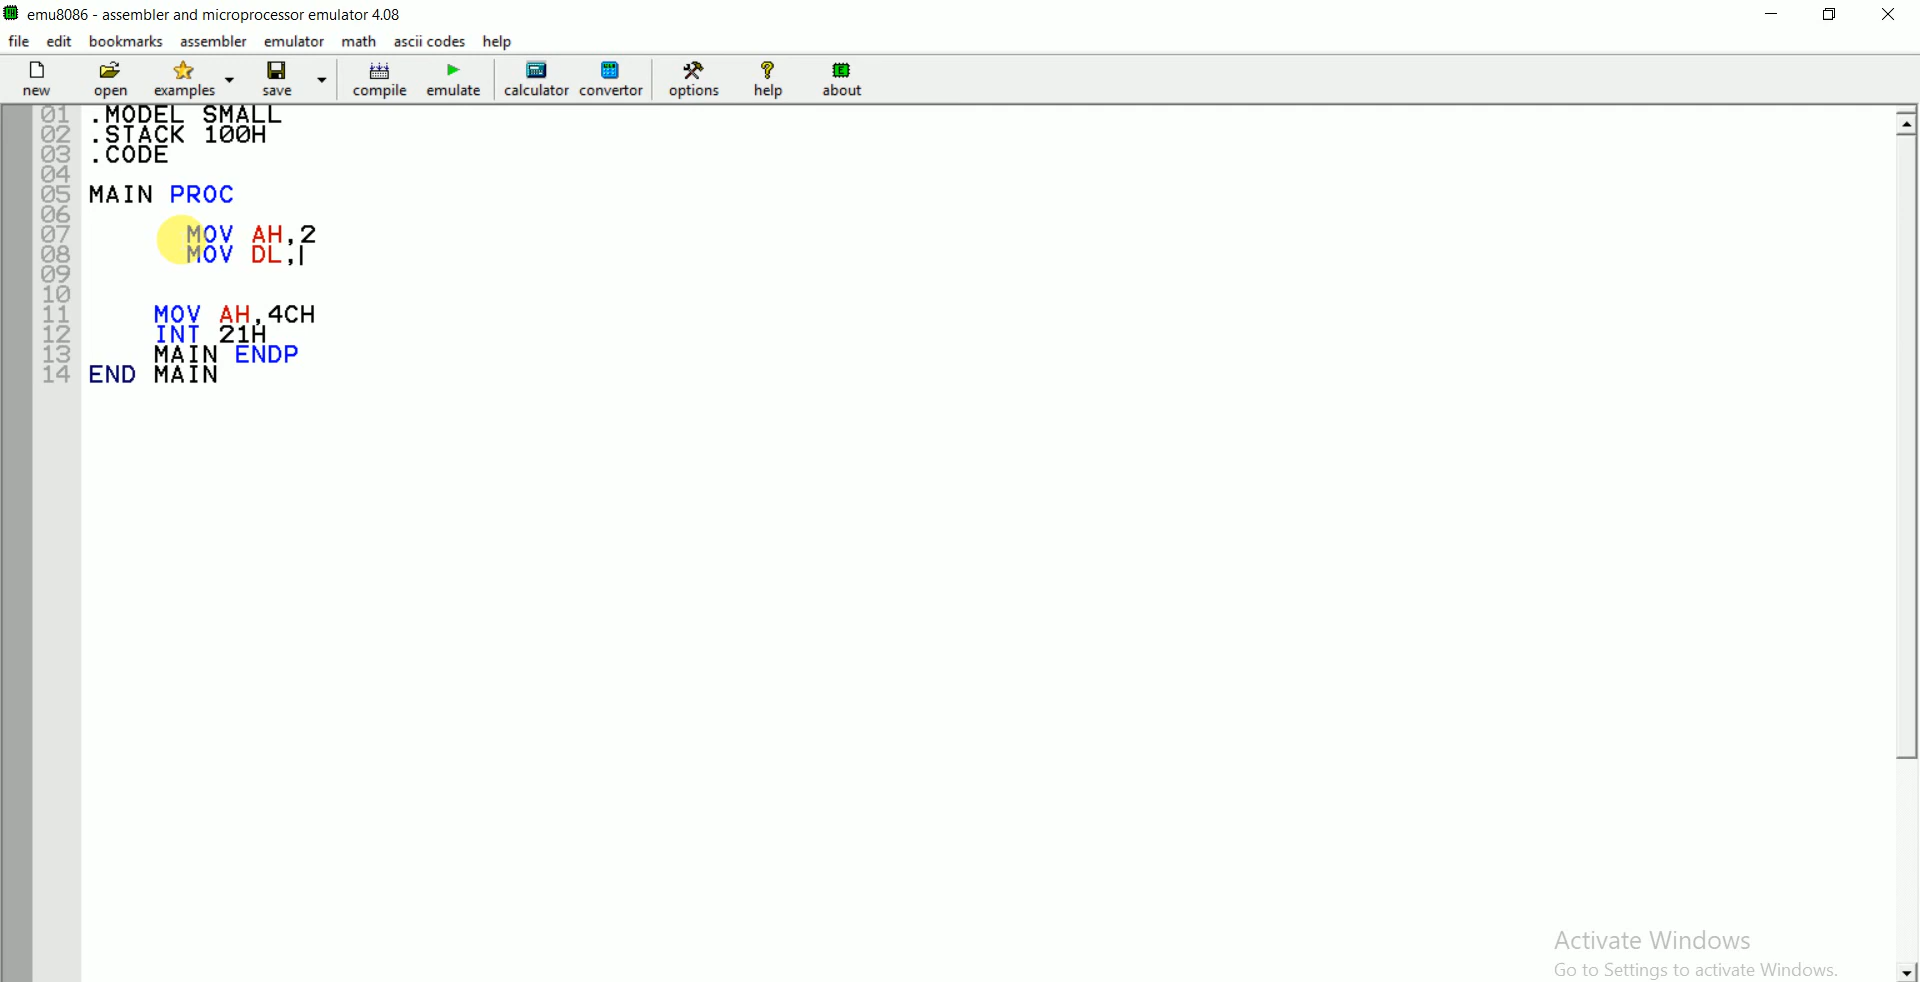 emu8086 - assembler and microprocessor emulator 4.08
file edit bookmarks assembler emulator math ascii codes help
new open examples save compile emulate calculator convertor options help about
01 .MODEL SMALL
02 .STACK 100H
03 .CODE
04
05 MAIN PROC
06
07 MOV AH,2
08 MOV DL,
09
10
11 MOV AH,4CH
12 INT 21H
13 MAIN ENDP
14 END MAIN
Activate Windows
Go to Settings to activate Windows.